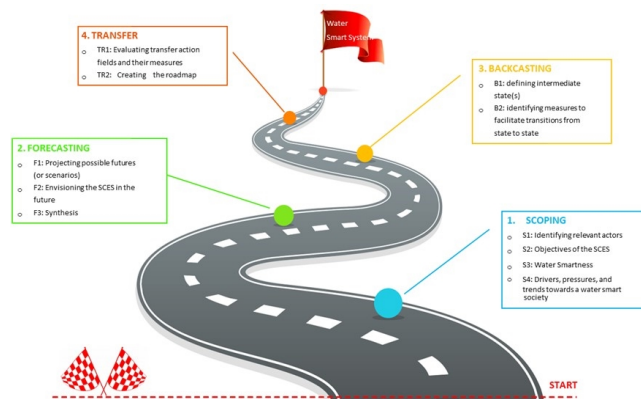 Water
Smart System
4. TRANSFER
TR1: Evaluating transfer action
fields and their measures
TR2: Creating the roadmap
3. BACKCASTING
B1: defining intermediate
state(s)
B2: identifying measures to
facilitate transitions from
state to state
2. FORECASTING
F1: Projecting possible futures
(or scenarios)
F2: Envisioning the SCES in the
future
F3: Synthesis
1. SCOPING
S1: Identifying relevant actors
S2: Objectives of the SCES
S3: Water Smartness
S4: Drivers, pressures, and
trends towards a water smart
society
START